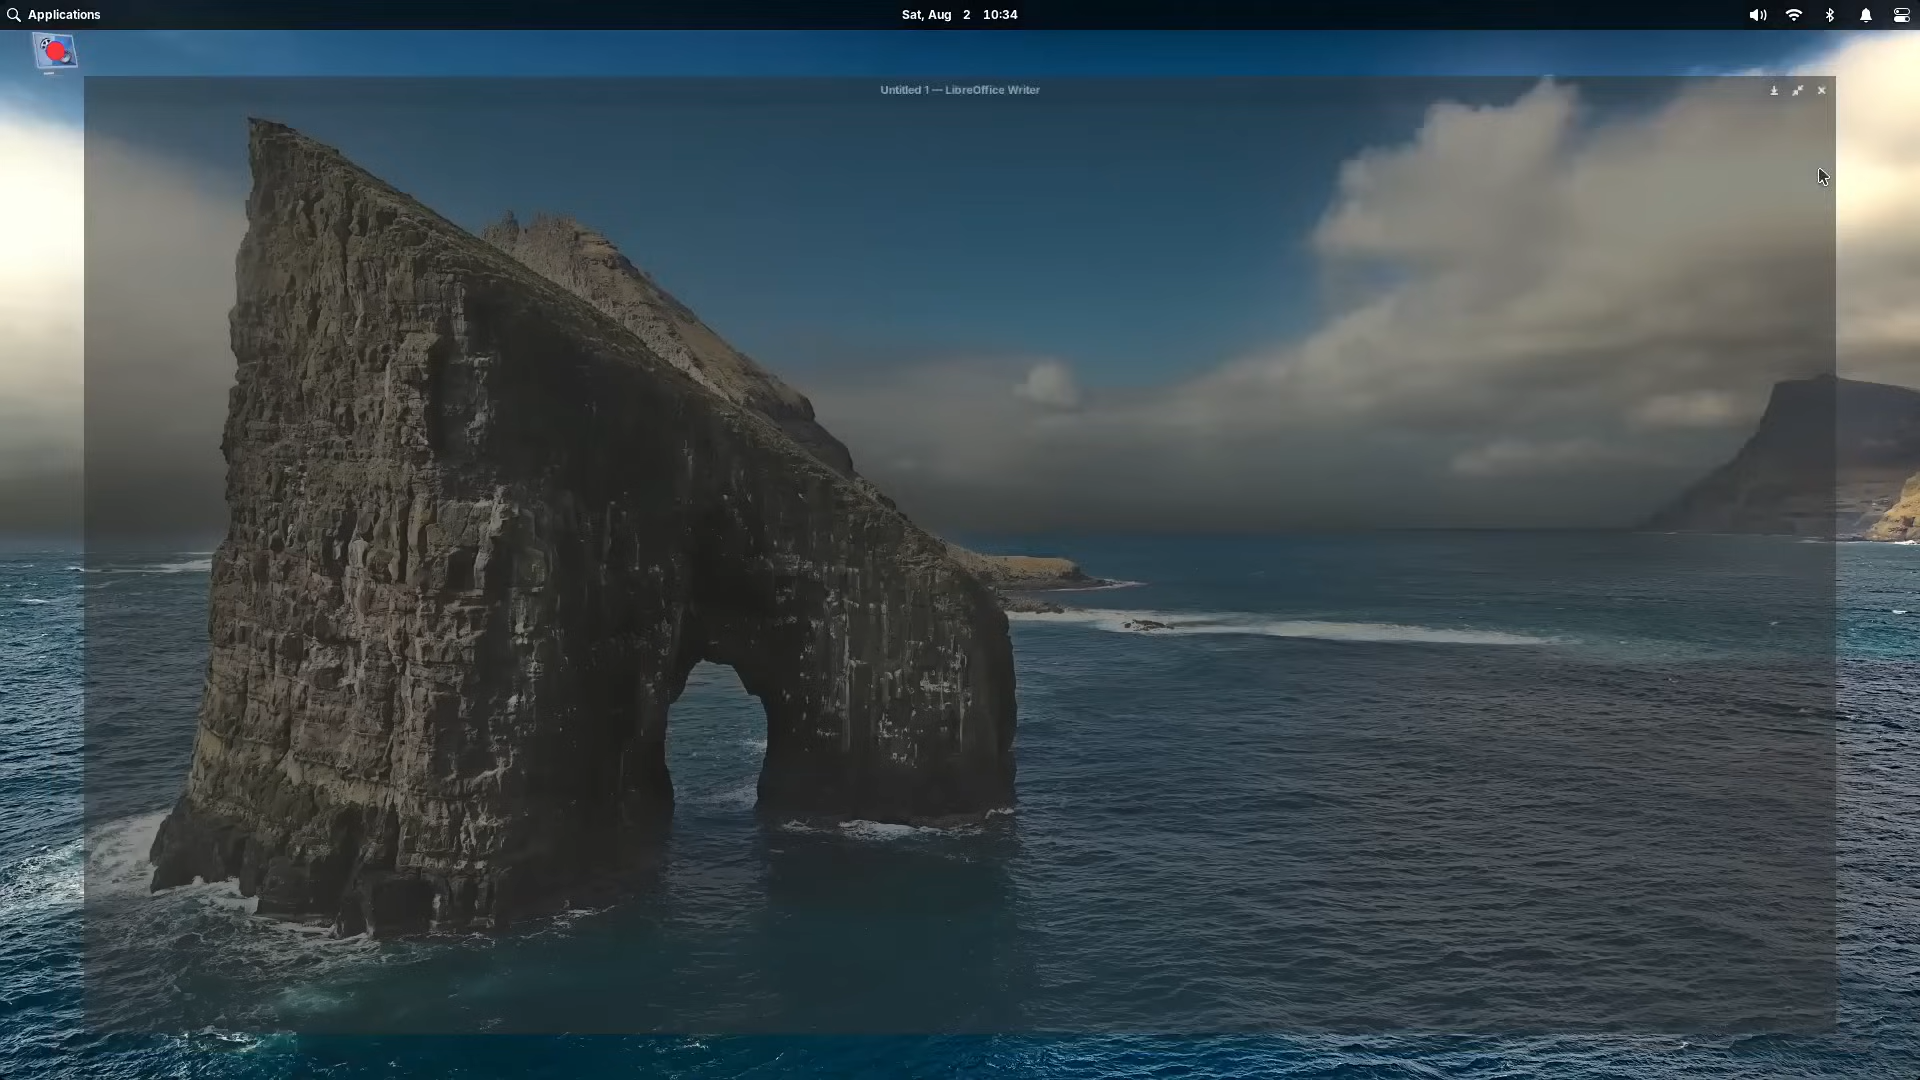 Applications
Sat, Aug 2 10:34
Untitled 1 — LibreOffice Writer